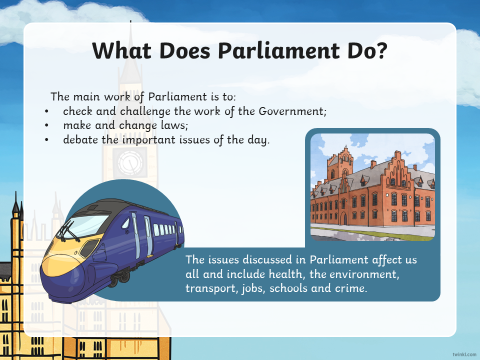 What Does Parliament Do?
The main work of Parliament is to:
• check and challenge the work of the Government;
• make and change laws;
• debate the important issues of the day.
The issues discussed in Parliament affect us
all and include health, the environment,
transport, jobs, schools and crime.
twinkl.com